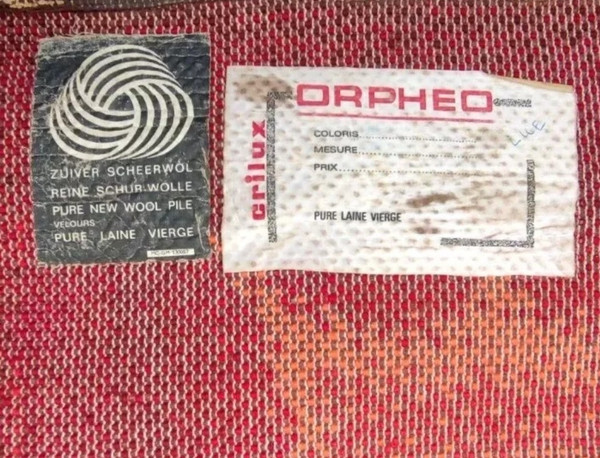 ZUIVER SCHEERWOL
REINE SCHUR-WOLLE
PURE NEW WOOL PILE
VELOURS
PURE LAINE VIERGE
crilux
ORPHEO
COLORIS
MESURE
PRIX
PURE LAINE VIERGE